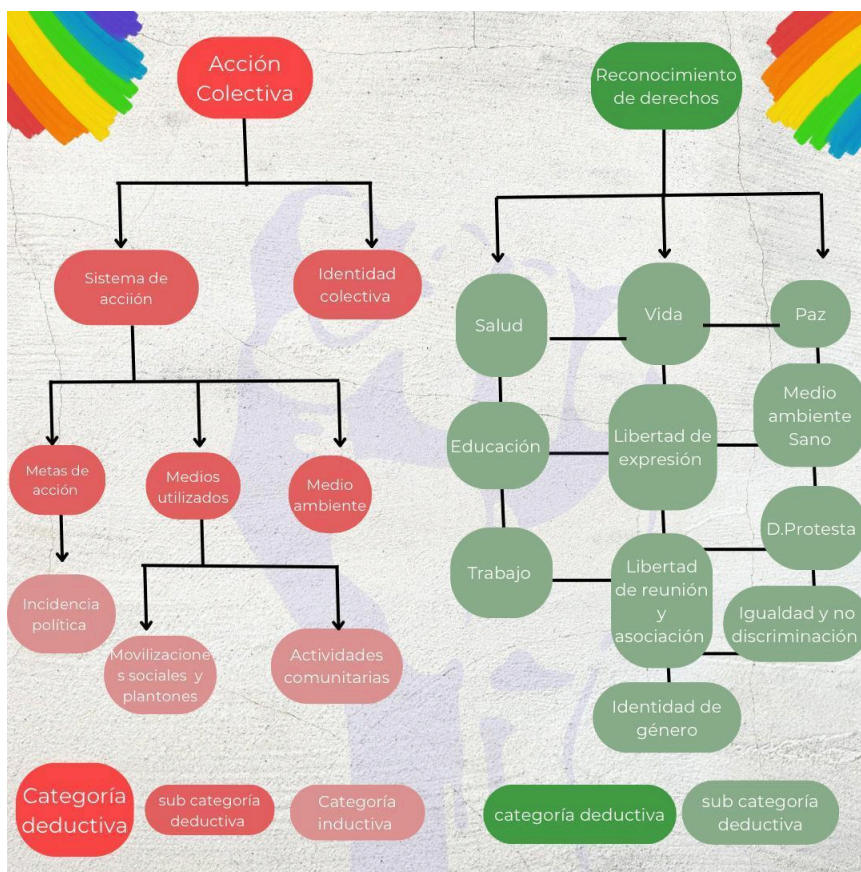 Acción
Colectiva
Reconocimiento
de derechos
Sistema de
acciión
Identidad
colectiva
Salud
Vida
Paz
Metas de
acción
Medios
utilizados
Medio
ambiente
Educación
Libertad de
expresión
Medio
ambiente
Sano
Trabajo
Libertad
de reunión
y
asociación
D.Protesta
Incidencia
política
Movilizacione
s sociales y
plantones
Actividades
comunitarias
Igualdad y no
discriminación
Identidad de
género
Categoría
deductiva
sub categoría
deductiva
Categoría
inductiva
categoría deductiva
sub categoría
deductiva